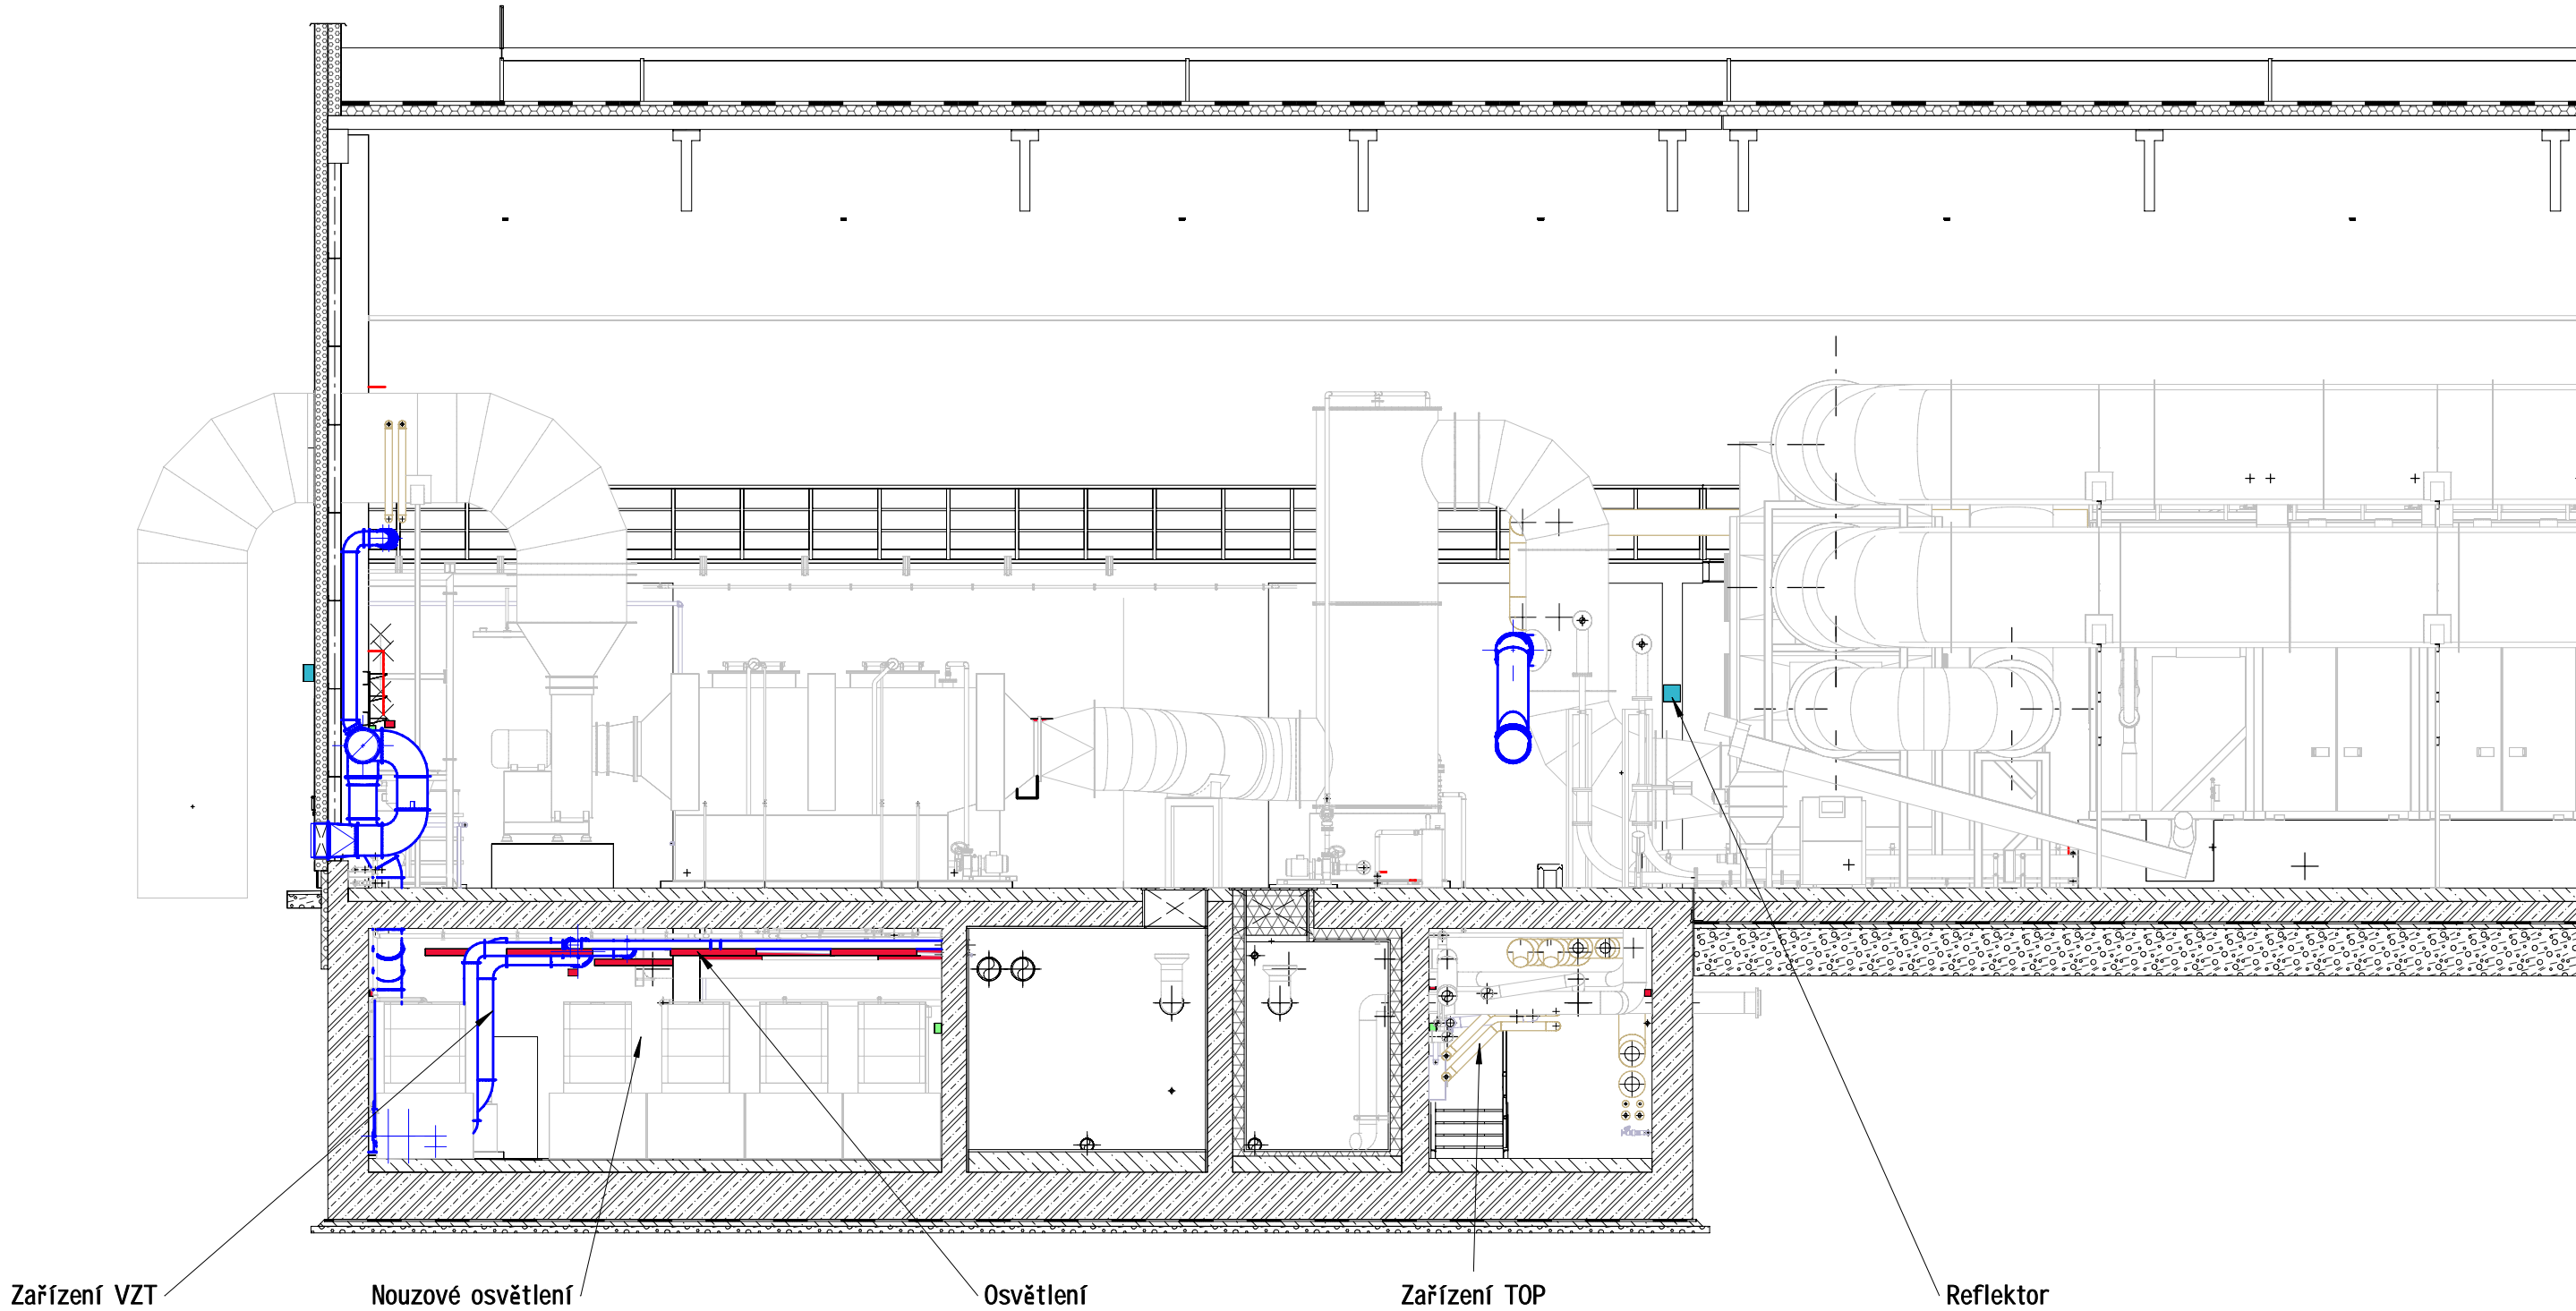 Zařízení VZT
Nouzové osvětlení
Osvětlení
Zařízení TOP
Reflektor